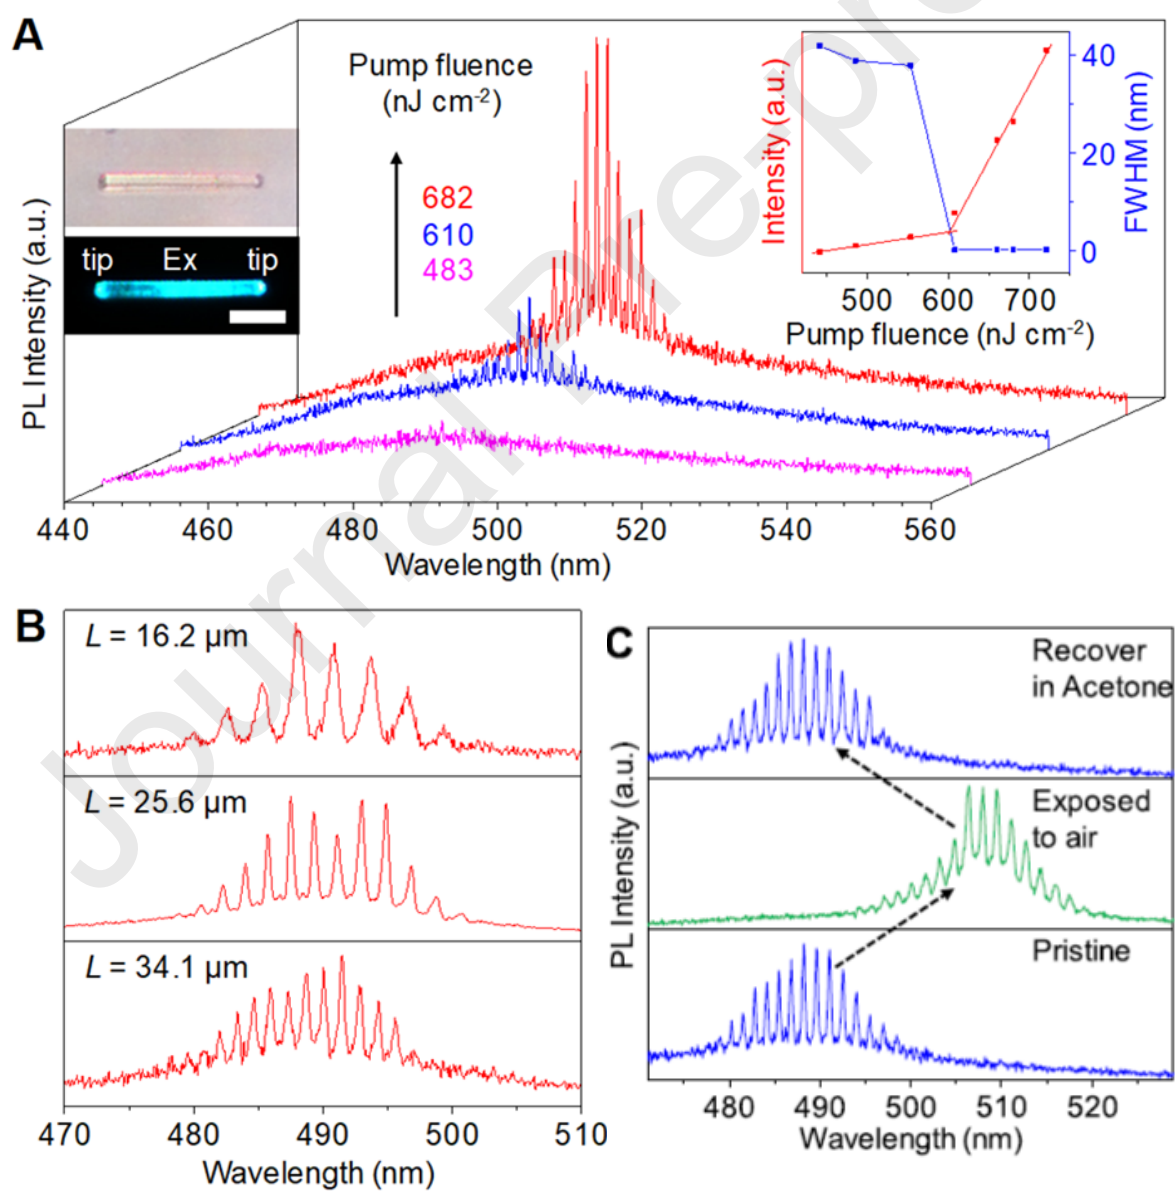 A
Pump fluence
(nJ cm-2)
682
610
483
tip Ex tip
PL Intensity (a.u.)
440 460 480 500 520 540 560
Wavelength (nm)
Intensity (a.u.)
FWHM (nm)
40
20
0
500 600 700
Pump fluence (nJ cm-2)
B
L = 16.2 µm
L = 25.6 µm
L = 34.1 µm
470 480 490 500 510
Wavelength (nm)
C
Recover
in Acetone
Exposed
to air
Pristine
PL Intensity (a.u.)
480 490 500 510 520
Wavelength (nm)
Journal Pre-pro